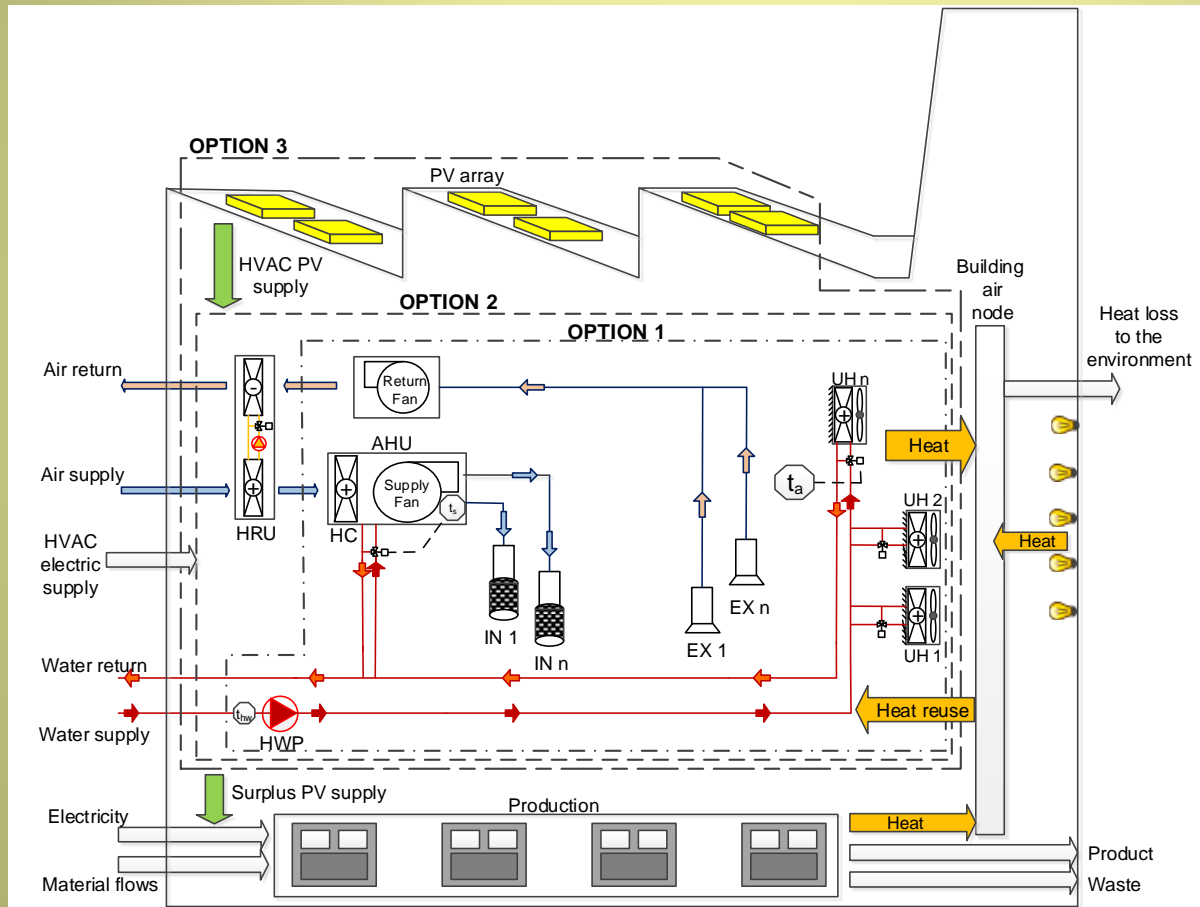 OPTION 3
PV array
HVAC PV
supply
OPTION 2
OPTION 1
Building
air
node
Heat loss
to the
environment
Air return
Return
Fan
UH n
Heat
AHU
Air supply
Supply
Fan
ts
ta
HRU
HC
UH 2
Heat
HVAC
electric
supply
IN 1
IN n
EX 1
EX n
UH 1
Water return
Heat reuse
thw
Water supply
HWP
Surplus PV supply
Electricity
Production
Heat
Product
Material flows
Waste